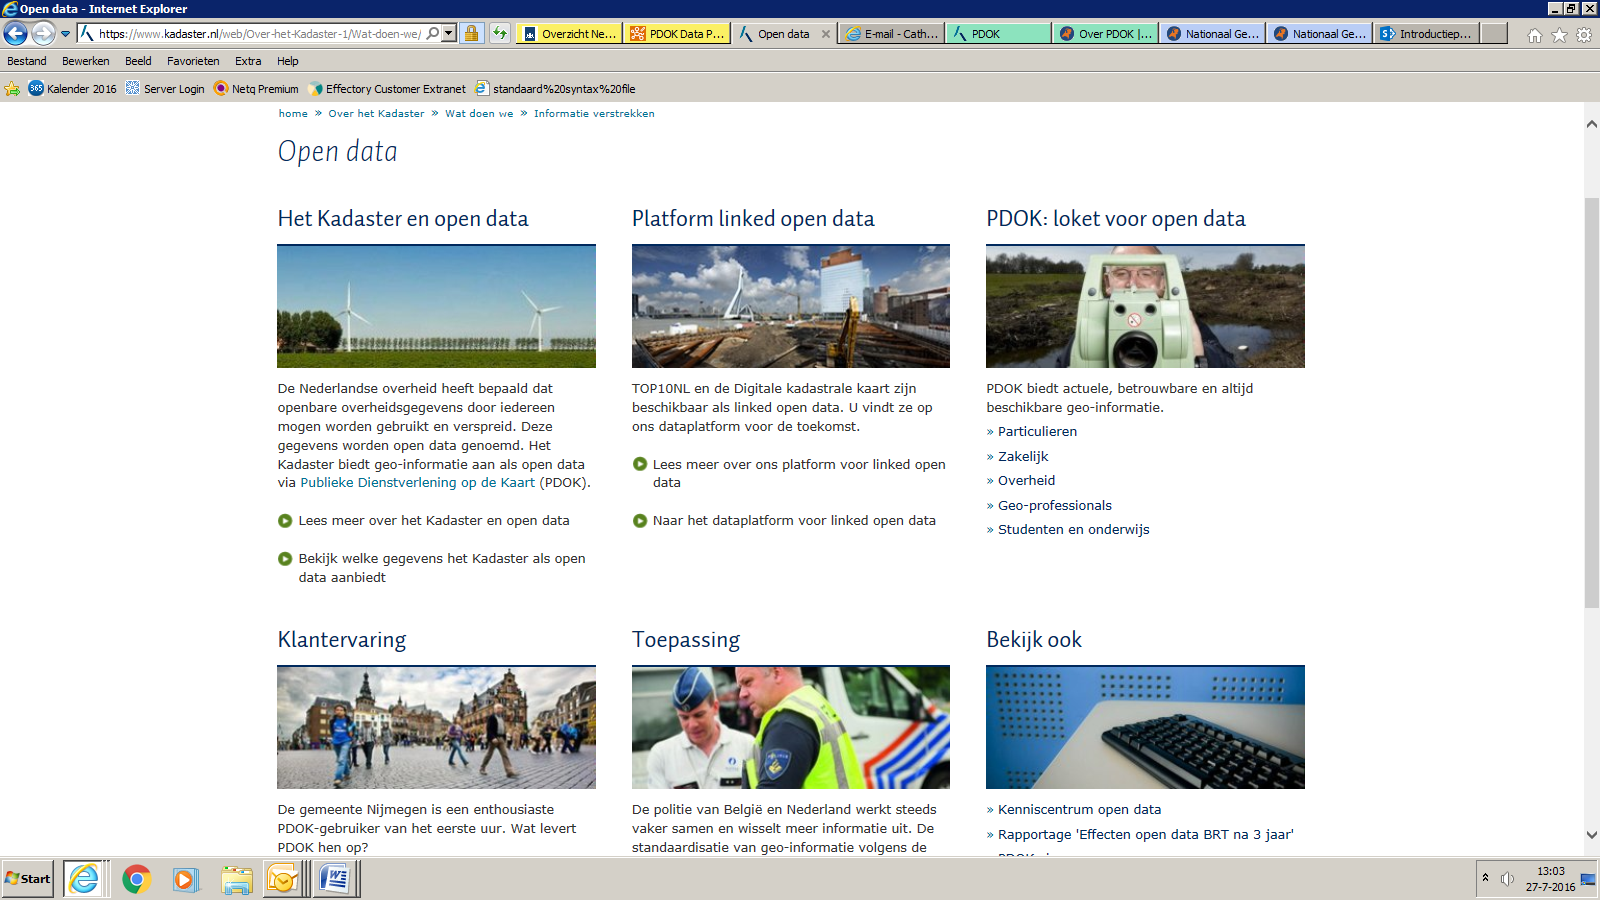 Open data - Internet Explorer
https://www.kadaster.nl/web/Over-het-Kadaster-1/Wat-doen-we/
Overzicht Ne...
PDOK Data P...
Open data
E-mail - Cath...
PDOK
Over PDOK |...
Nationaal Ge...
Nationaal Ge...
Introductiep...
Bestand Bewerken Beeld Favorieten Extra Help
Kalender 2016 Server Login Netq Premium Effectory Customer Extranet standaard%20syntax%20file
home » Over het Kadaster » Wat doen we » Informatie verstrekken
Open data
Het Kadaster en open data
De Nederlandse overheid heeft bepaald dat
openbare overheidsgegevens door iedereen
mogen worden gebruikt en verspreid. Deze
gegevens worden open data genoemd. Het
Kadaster biedt geo-informatie aan als open data
via Publieke Dienstverlening op de Kaart (PDOK).
Lees meer over het Kadaster en open data
Bekijk welke gegevens het Kadaster als open
data aanbiedt
Platform linked open data
TOP10NL en de Digitale kadastrale kaart zijn
beschikbaar als linked open data. U vindt ze op
ons dataplatform voor de toekomst.
Lees meer over ons platform voor linked open
data
Naar het dataplatform voor linked open data
PDOK: loket voor open data
PDOK biedt actuele, betrouwbare en altijd
beschikbare geo-informatie.
» Particulieren
» Zakelijk
» Overheid
» Geo-professionals
» Studenten en onderwijs
Klantervaring
De gemeente Nijmegen is een enthousiaste
PDOK-gebruiker van het eerste uur. Wat levert
PDOK hen op?
Toepassing
De politie van België en Nederland werkt steeds
vaker samen en wisselt meer informatie uit. De
standaardisatie van geo-informatie volgens de
Bekijk ook
» Kenniscentrum open data
» Rapportage 'Effecten open data BRT na 3 jaar'
Start
13:03
27-7-2016